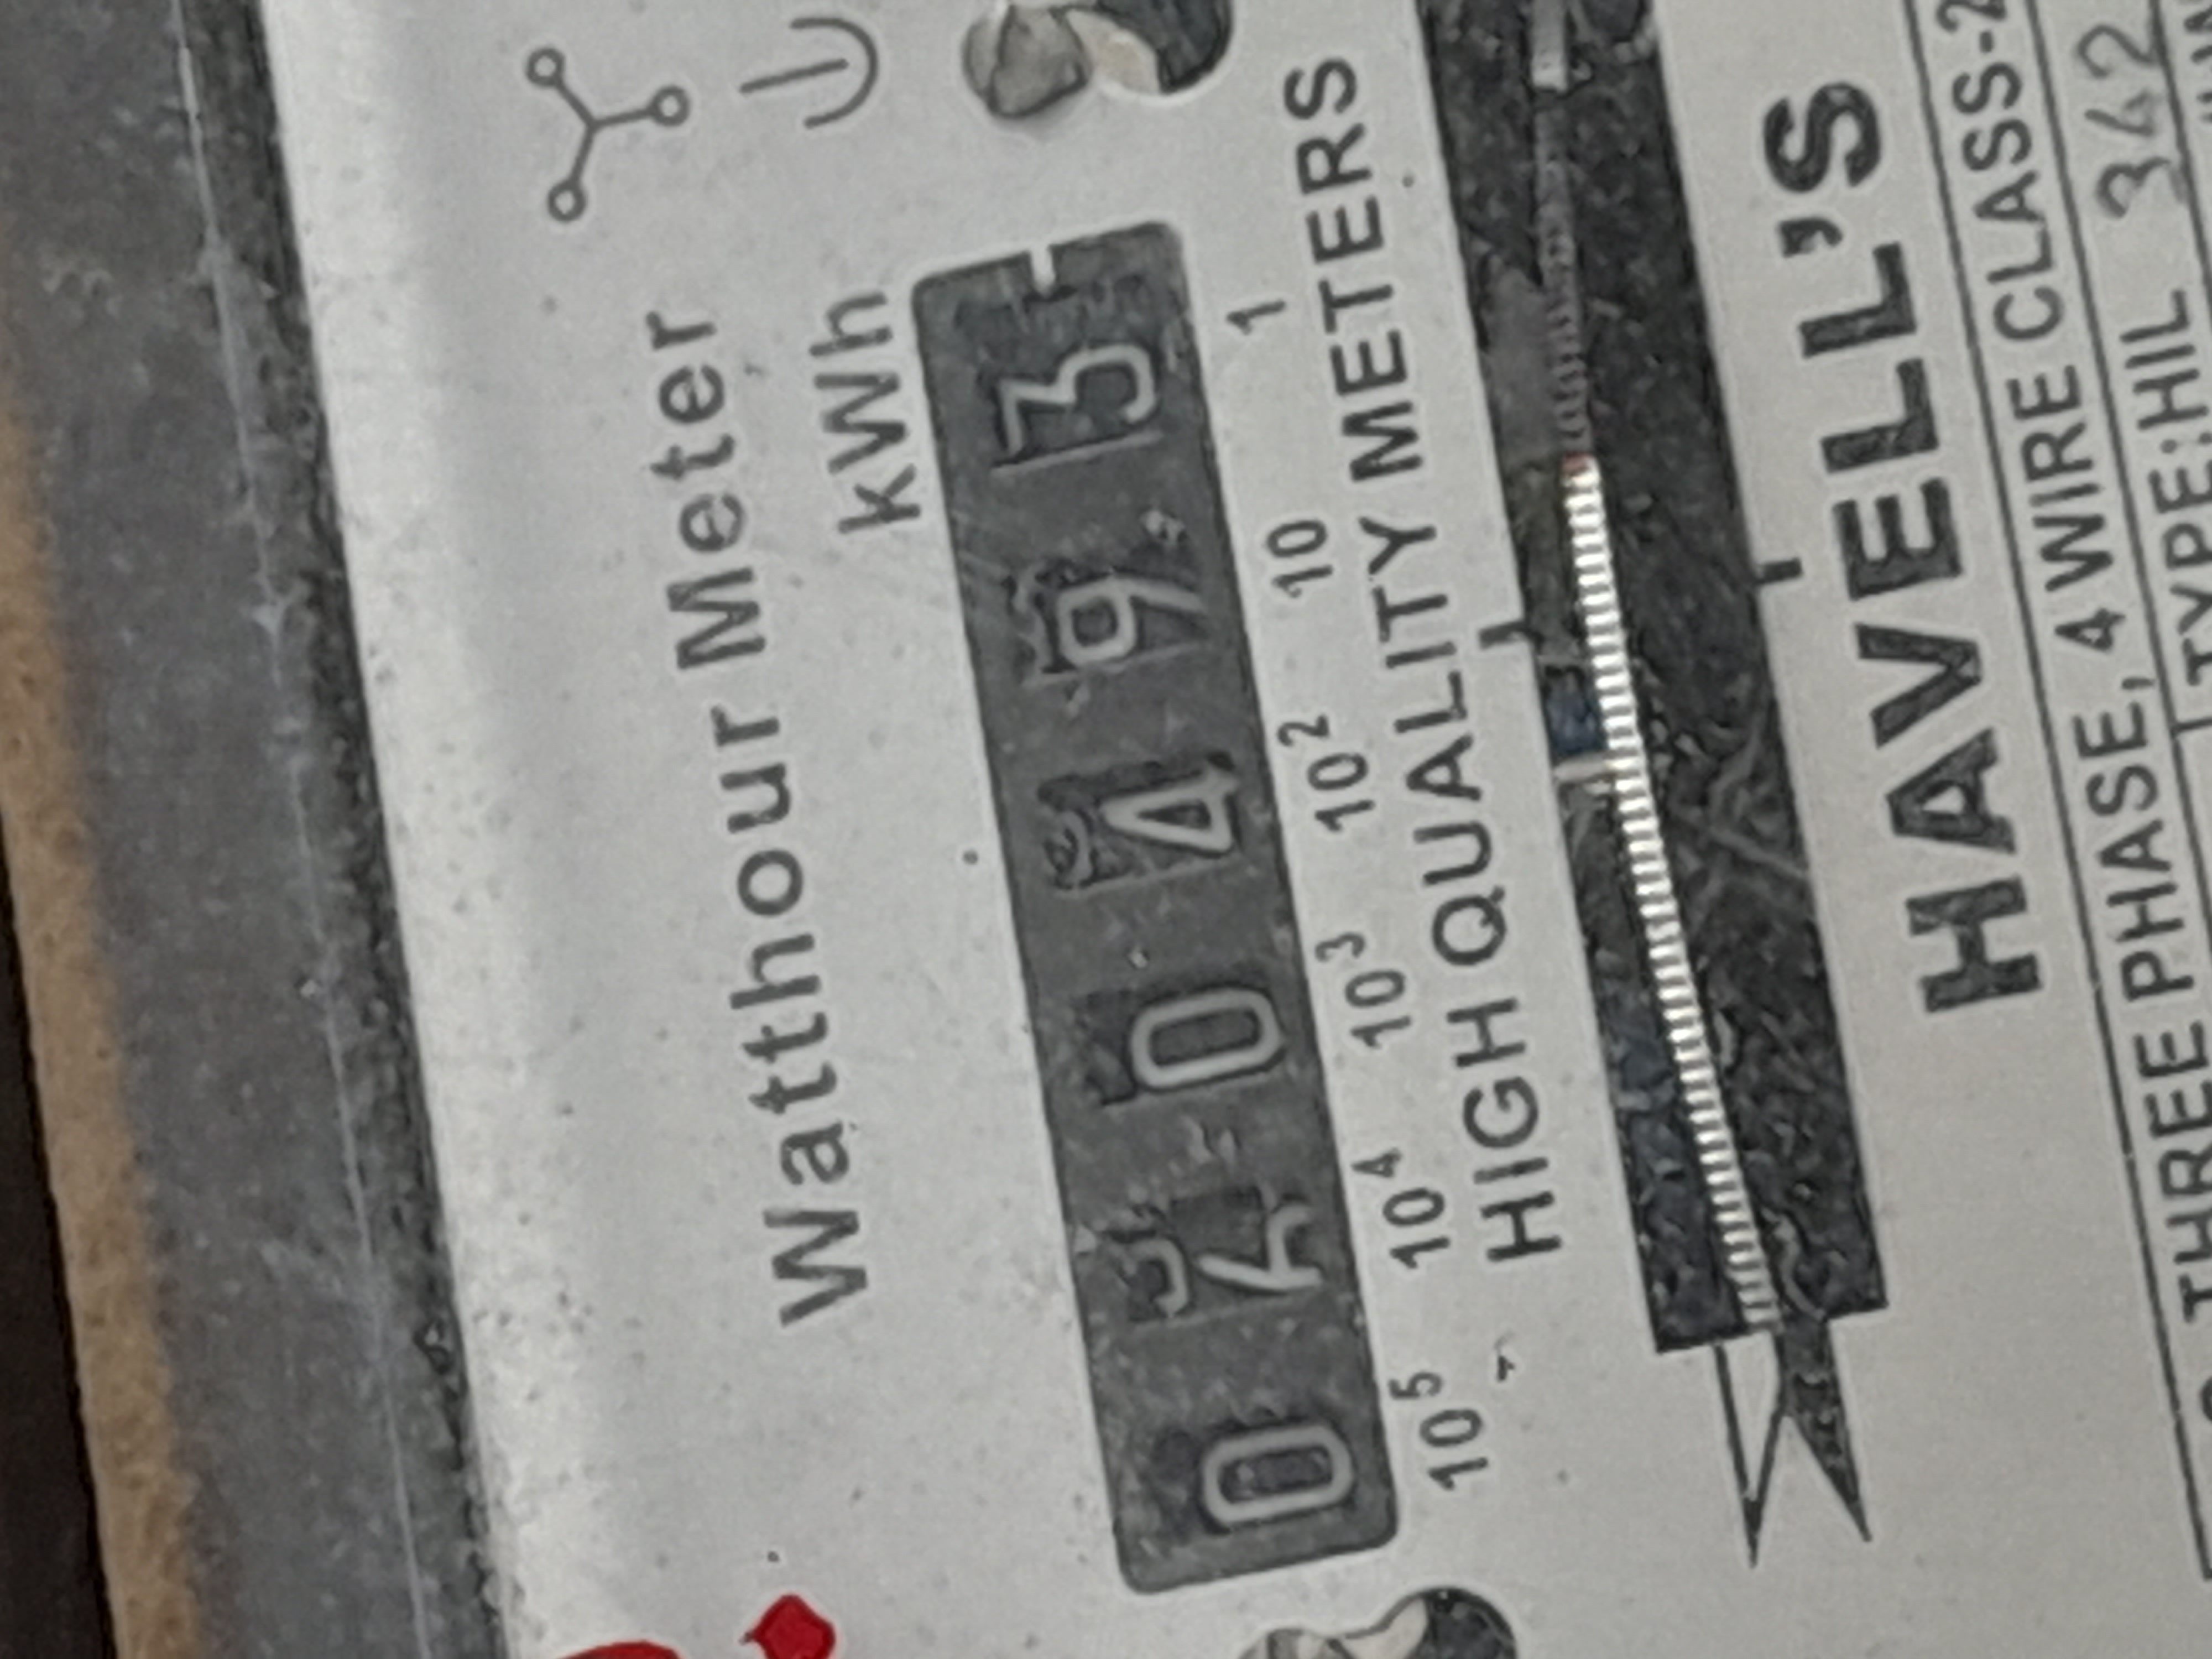 Watthour Meter
kWh
0 0 4 9 3
10⁵ 10⁴ 10³ 10² 10 1
HIGH QUALITY METERS
HAVELL'S
THREE PHASE, 4 WIRE CLASS-2
TYPE:HIL 342